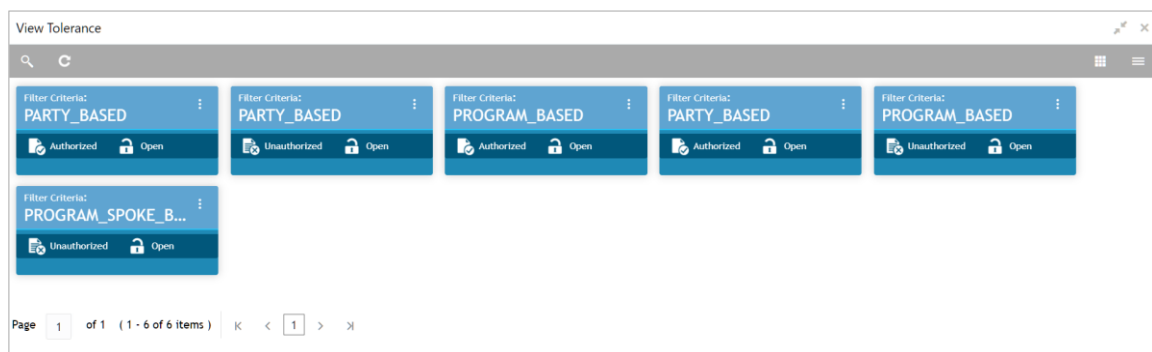 View Tolerance
Filter Criteria: Filter Criteria: Filter Criteria: Filter Criteria: Filter Criteria:
PARTY_BASED PARTY_BASED PROGRAM_BASED PARTY_BASED PROGRAM_BASED
Authorized Open Unauthorized Open Authorized Open Authorized Open Unauthorized Open
Filter Criteria:
PROGRAM_SPOKE_B...
Unauthorized Open
Page 1 of 1 ( 1 - 6 of 6 items ) 1